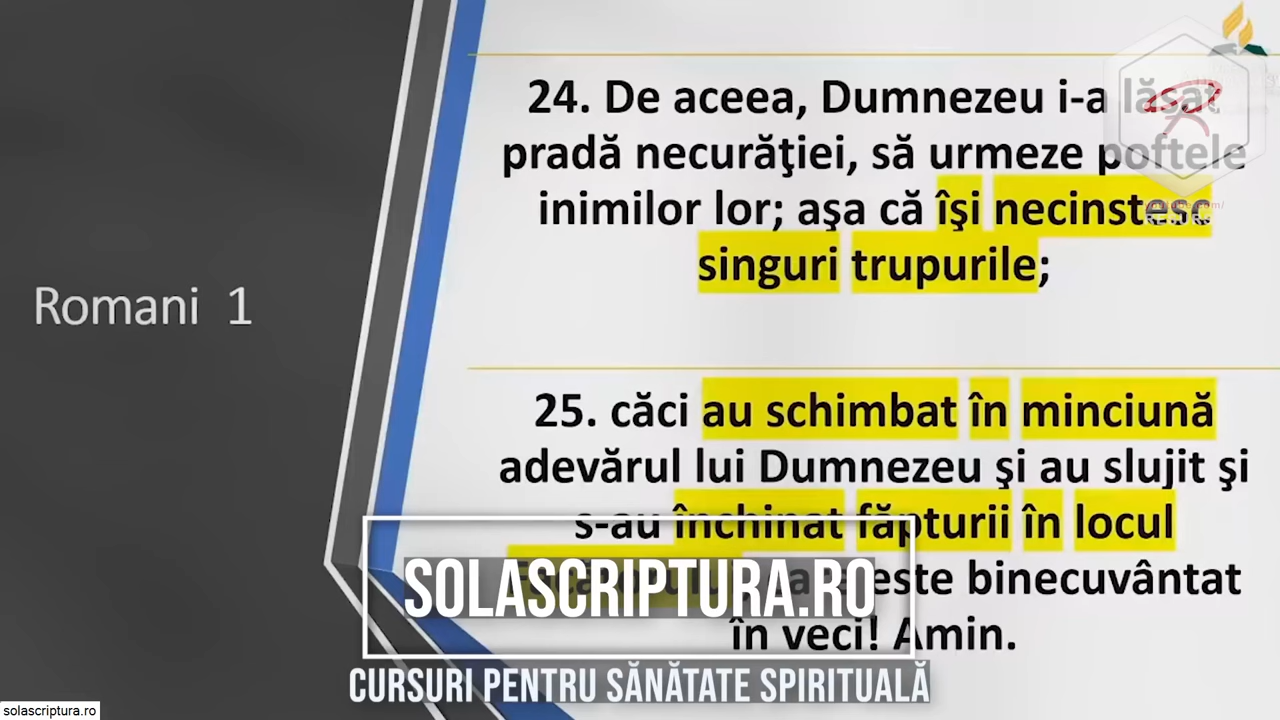 Romani 1
24. De aceea, Dumnezeu i-a lăsat
pradă necurăţiei, să urmeze poftele
inimilor lor; aşa că îşi necinstesc
singuri trupurile;
25. căci au schimbat în minciună
adevărul lui Dumnezeu şi au slujit şi
s-au închinat făpturii în locul
este binecuvântat
în veci! Amin.
SOLASCRIPTURA.RO
CURSURI PENTRU SĂNĂTATE SPIRITUALĂ
solascriptura.ro